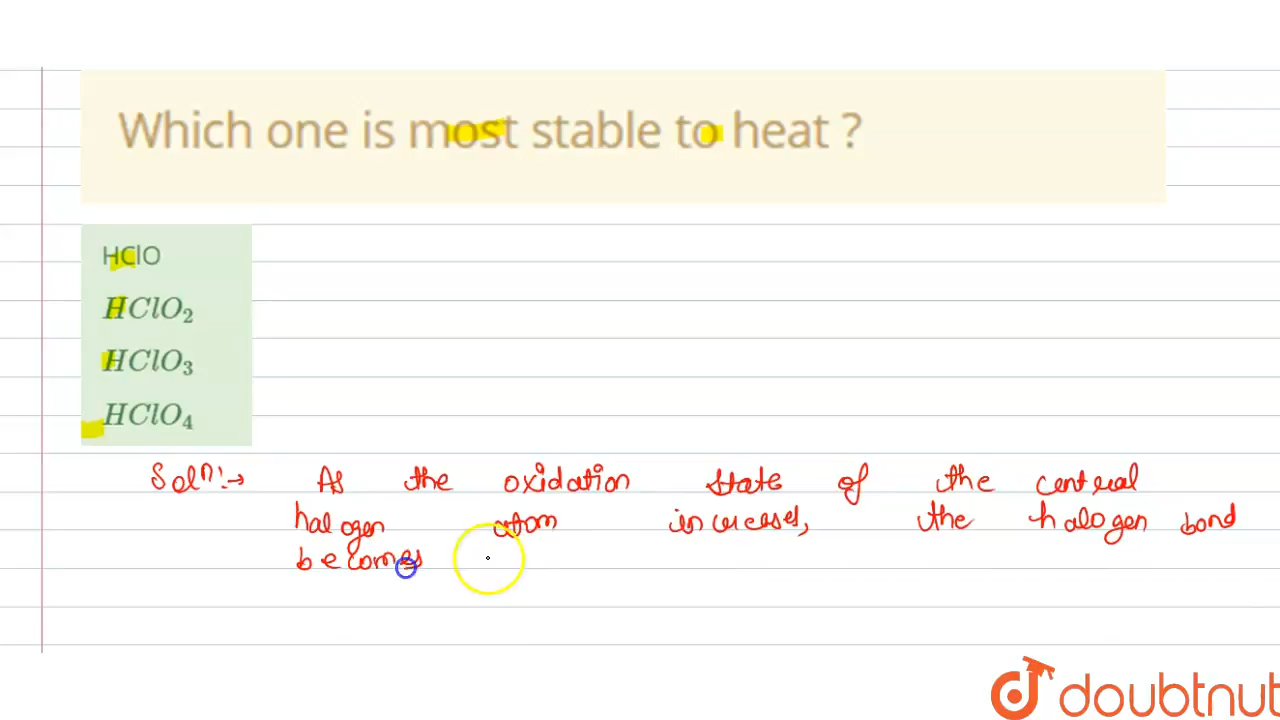 Which one is most stable to heat ?
HClO
HClO₂
HClO₃
HClO₄
Solⁿ:→ As the oxidation state of the central
halogen atom increases, the halogen bond
becomes
doubtnut